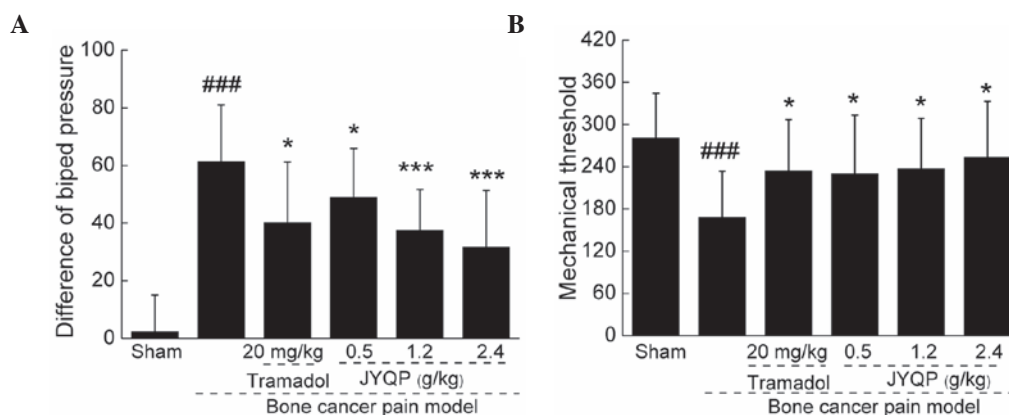 A
Difference of biped pressure
100
80
60
40
20
0
###
*
*
***
***
Sham
20 mg/kg
0.5
1.2
2.4
Tramadol
JYQP (g/kg)
Bone cancer pain model
B
Mechanical threshold
420
360
300
240
180
120
60
0
###
*
*
*
*
Sham
20 mg/kg
0.5
1.2
2.4
Tramadol
JYQP (g/kg)
Bone cancer pain model